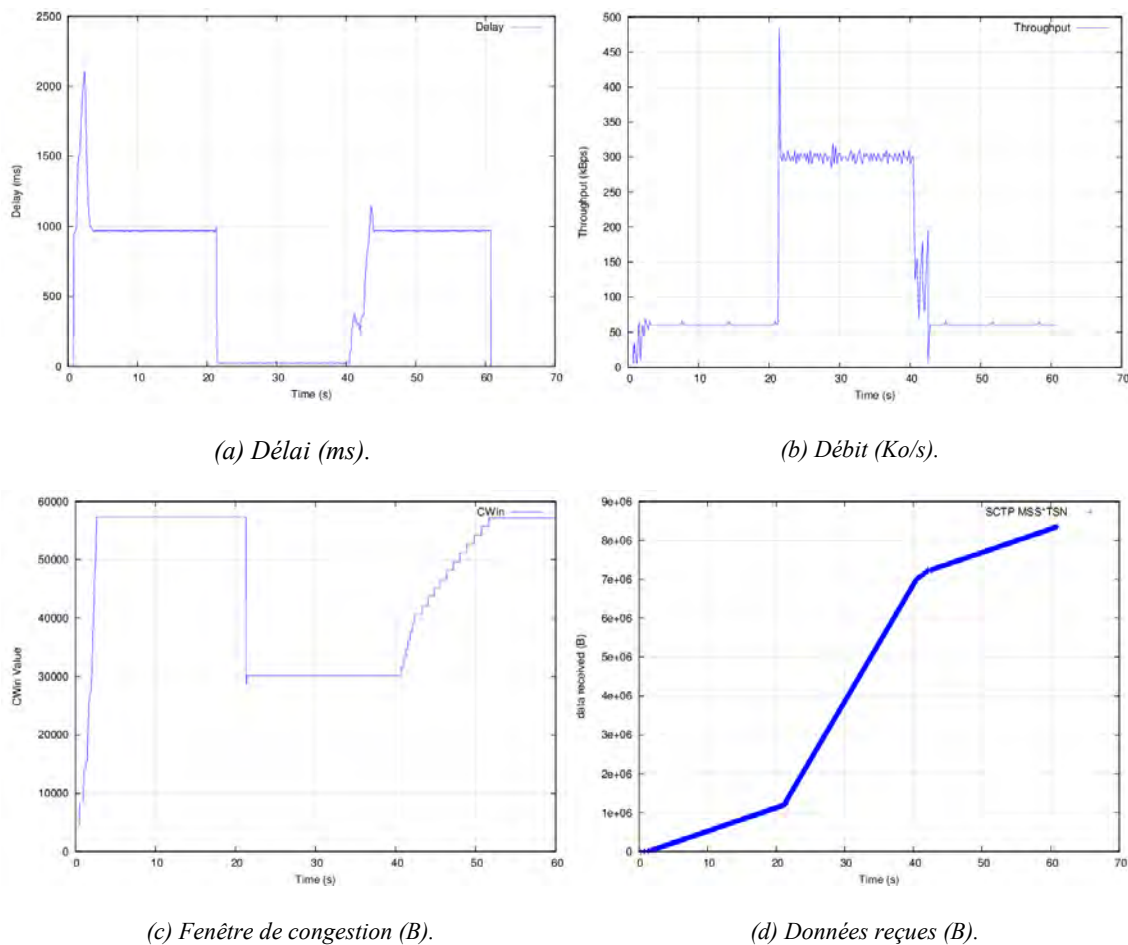 2500
2000
1500
1000
500
0
Delay (ms)
Delay
0 10 20 30 40 50 60 70
Time (s)
(a) Délai (ms).
500
450
400
350
300
250
200
150
100
50
0
Throughput (kBps)
Throughput
0 10 20 30 40 50 60 70
Time (s)
(b) Débit (Ko/s).
60000
50000
40000
30000
20000
10000
0
CWin Value
CWin
0 10 20 30 40 50 60
Time (s)
(c) Fenêtre de congestion (B).
9e+06
8e+06
7e+06
6e+06
5e+06
4e+06
3e+06
2e+06
1e+06
0
data received (B)
SCTP MSS*TSN
0 10 20 30 40 50 60 70
Time (s)
(d) Données reçues (B).